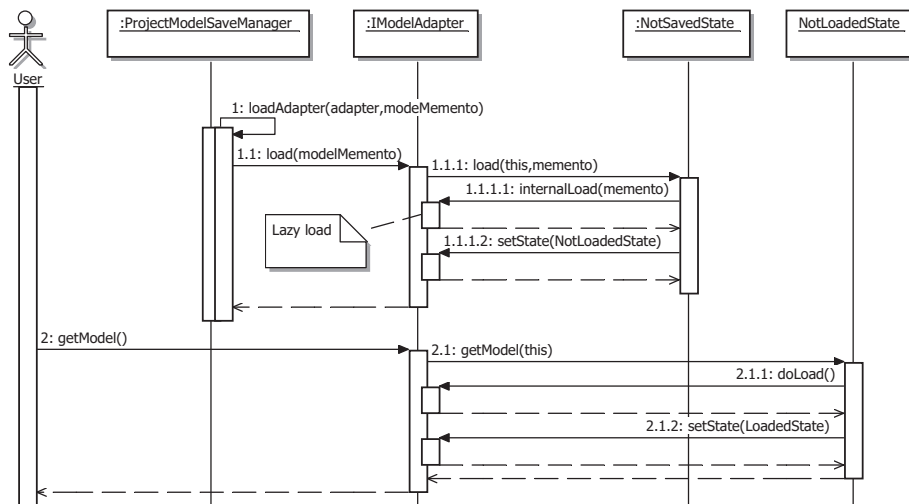 :ProjectModelSaveManager
:IModelAdapter
:NotSavedState
NotLoadedState
User
1: loadAdapter(adapter,modeMemento)
1.1: load(modelMemento)
1.1.1: load(this,memento)
1.1.1.1: internalLoad(memento)
Lazy load
1.1.1.2: setState(NotLoadedState)
2: getModel()
2.1: getModel(this)
2.1.1: doLoad()
2.1.2: setState(LoadedState)